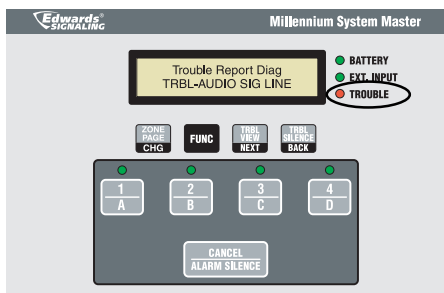 Edwards®
SIGNALING
Millennium System Master
Trouble Report Diag
TRBL-AUDIO SIG LINE
BATTERY
EXT. INPUT
TROUBLE
ZONE PAGE CHG
FUNC
TRBL VIEW NEXT
TRBL SILENCE BACK
1 A
2 B
3 C
4 D
CANCEL
ALARM SILENCE